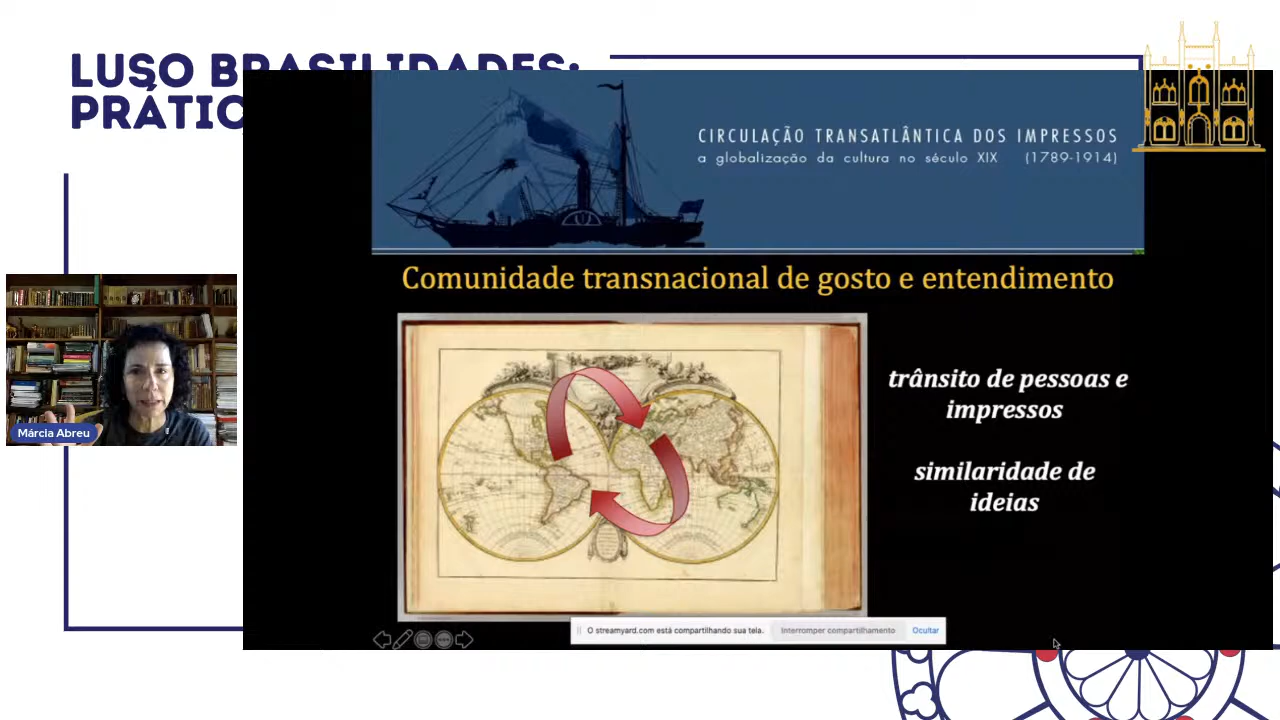 LUSO BRASILIDADES:
CIRCULAÇÃO TRANSATLÂNTICA DOS IMPRESSOS
a globalização da cultura no século XIX (1789-1914)
Comunidade transnacional de gosto e entendimento
trânsito de pessoas e
impressos
similaridade de
ideias
Márcia Abreu
O streamyard.com está compartilhando sua tela.
Interromper compartilhamento
Ocultar